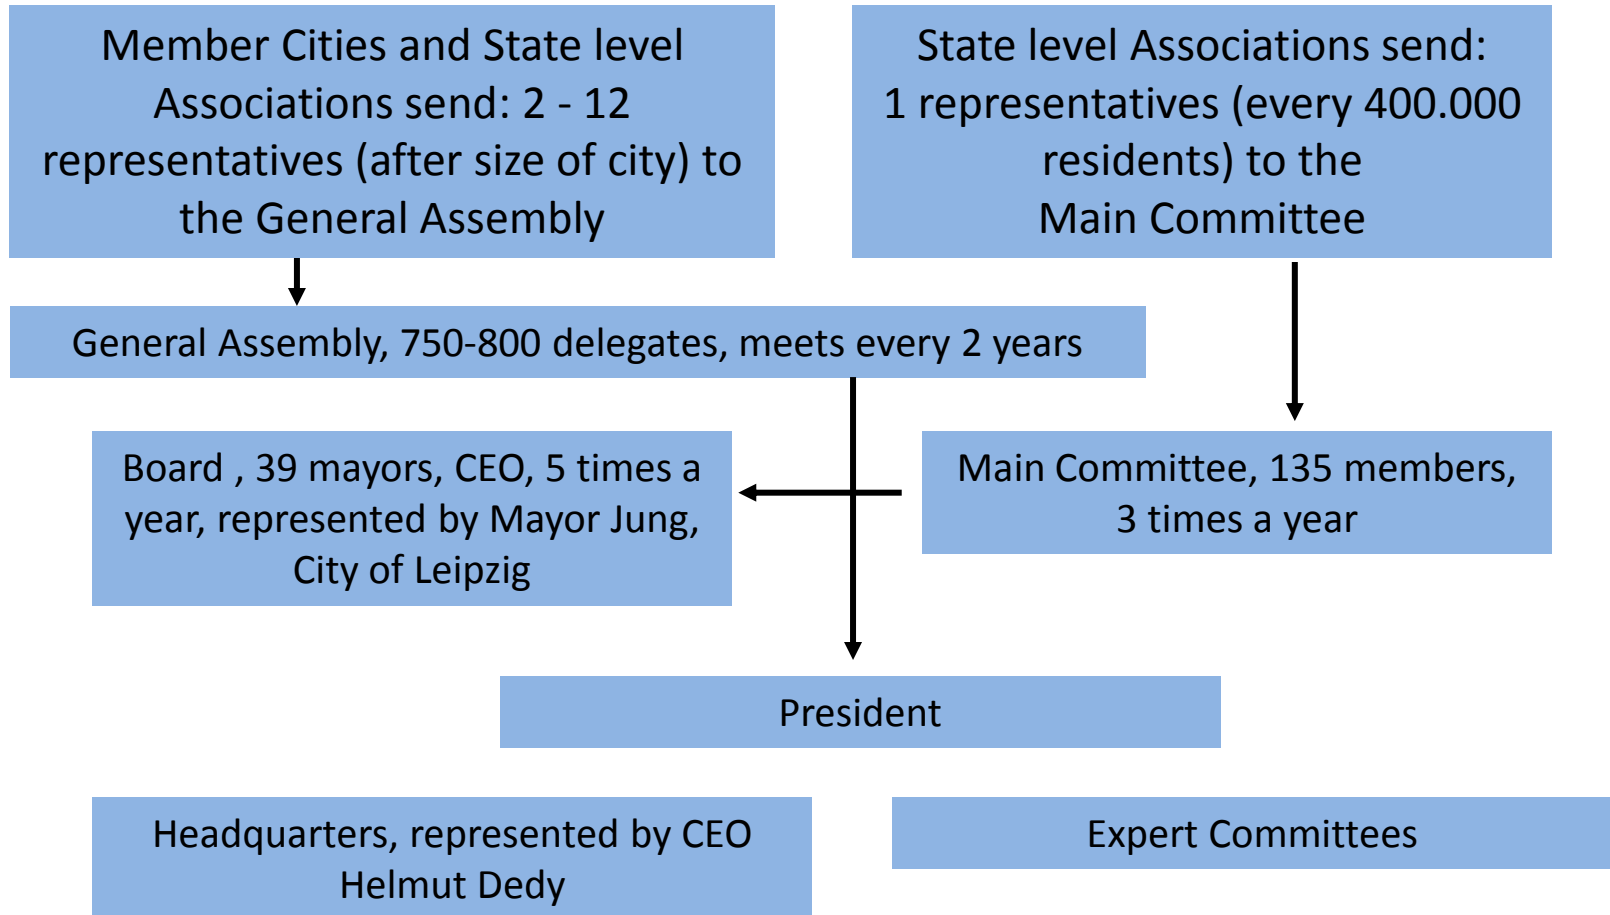 Member Cities and State level
Associations send: 2 - 12
representatives (after size of city) to
the General Assembly
State level Associations send:
1 representatives (every 400.000
residents) to the
Main Committee
General Assembly, 750-800 delegates, meets every 2 years
Board , 39 mayors, CEO, 5 times a
year, represented by Mayor Jung,
City of Leipzig
Main Committee, 135 members,
3 times a year
President
Headquarters, represented by CEO
Helmut Dedy
Expert Committees